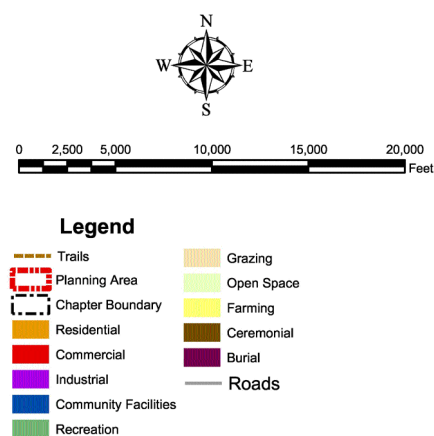 N
W E
S
0 2,500 5,000 10,000 15,000 20,000
Feet
Legend
Trails
Planning Area
Chapter Boundary
Residential
Commercial
Industrial
Community Facilities
Recreation
Grazing
Open Space
Farming
Ceremonial
Burial
Roads